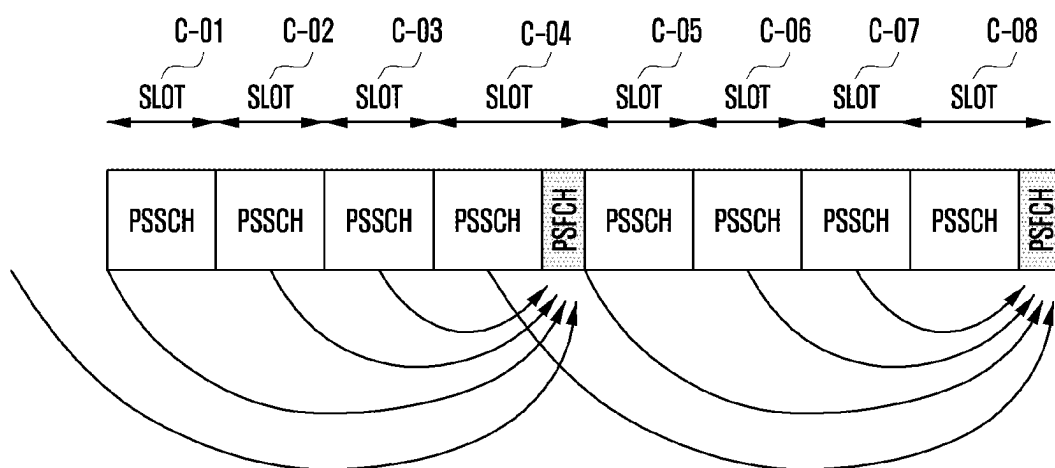 C-01 C-02 C-03 C-04 C-05 C-06 C-07 C-08
SLOT SLOT SLOT SLOT SLOT SLOT SLOT SLOT
PSSCH PSSCH PSSCH PSSCH PSFCH PSSCH PSSCH PSSCH PSSCH PSFCH